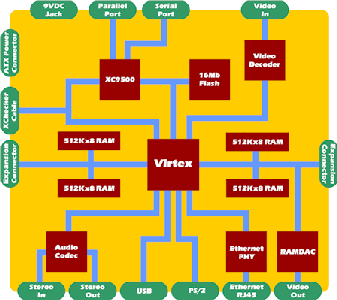 9VDC
Jack
Parallel
Port
Serial
Port
Video
In
ATX Power
Connector
XC9500
16Mb
Flash
Video
Decoder
XChecker
Cable
512Kx8 RAM
512Kx8 RAM
Expansion
Connector
Virtex
Expansion
Connector
512Kx8 RAM
512Kx8 RAM
Audio
Codec
Ethernet
PHY
RAMDAC
Stereo
In
Stereo
Out
USB
PS/2
Ethernet
RJ45
Video
Out